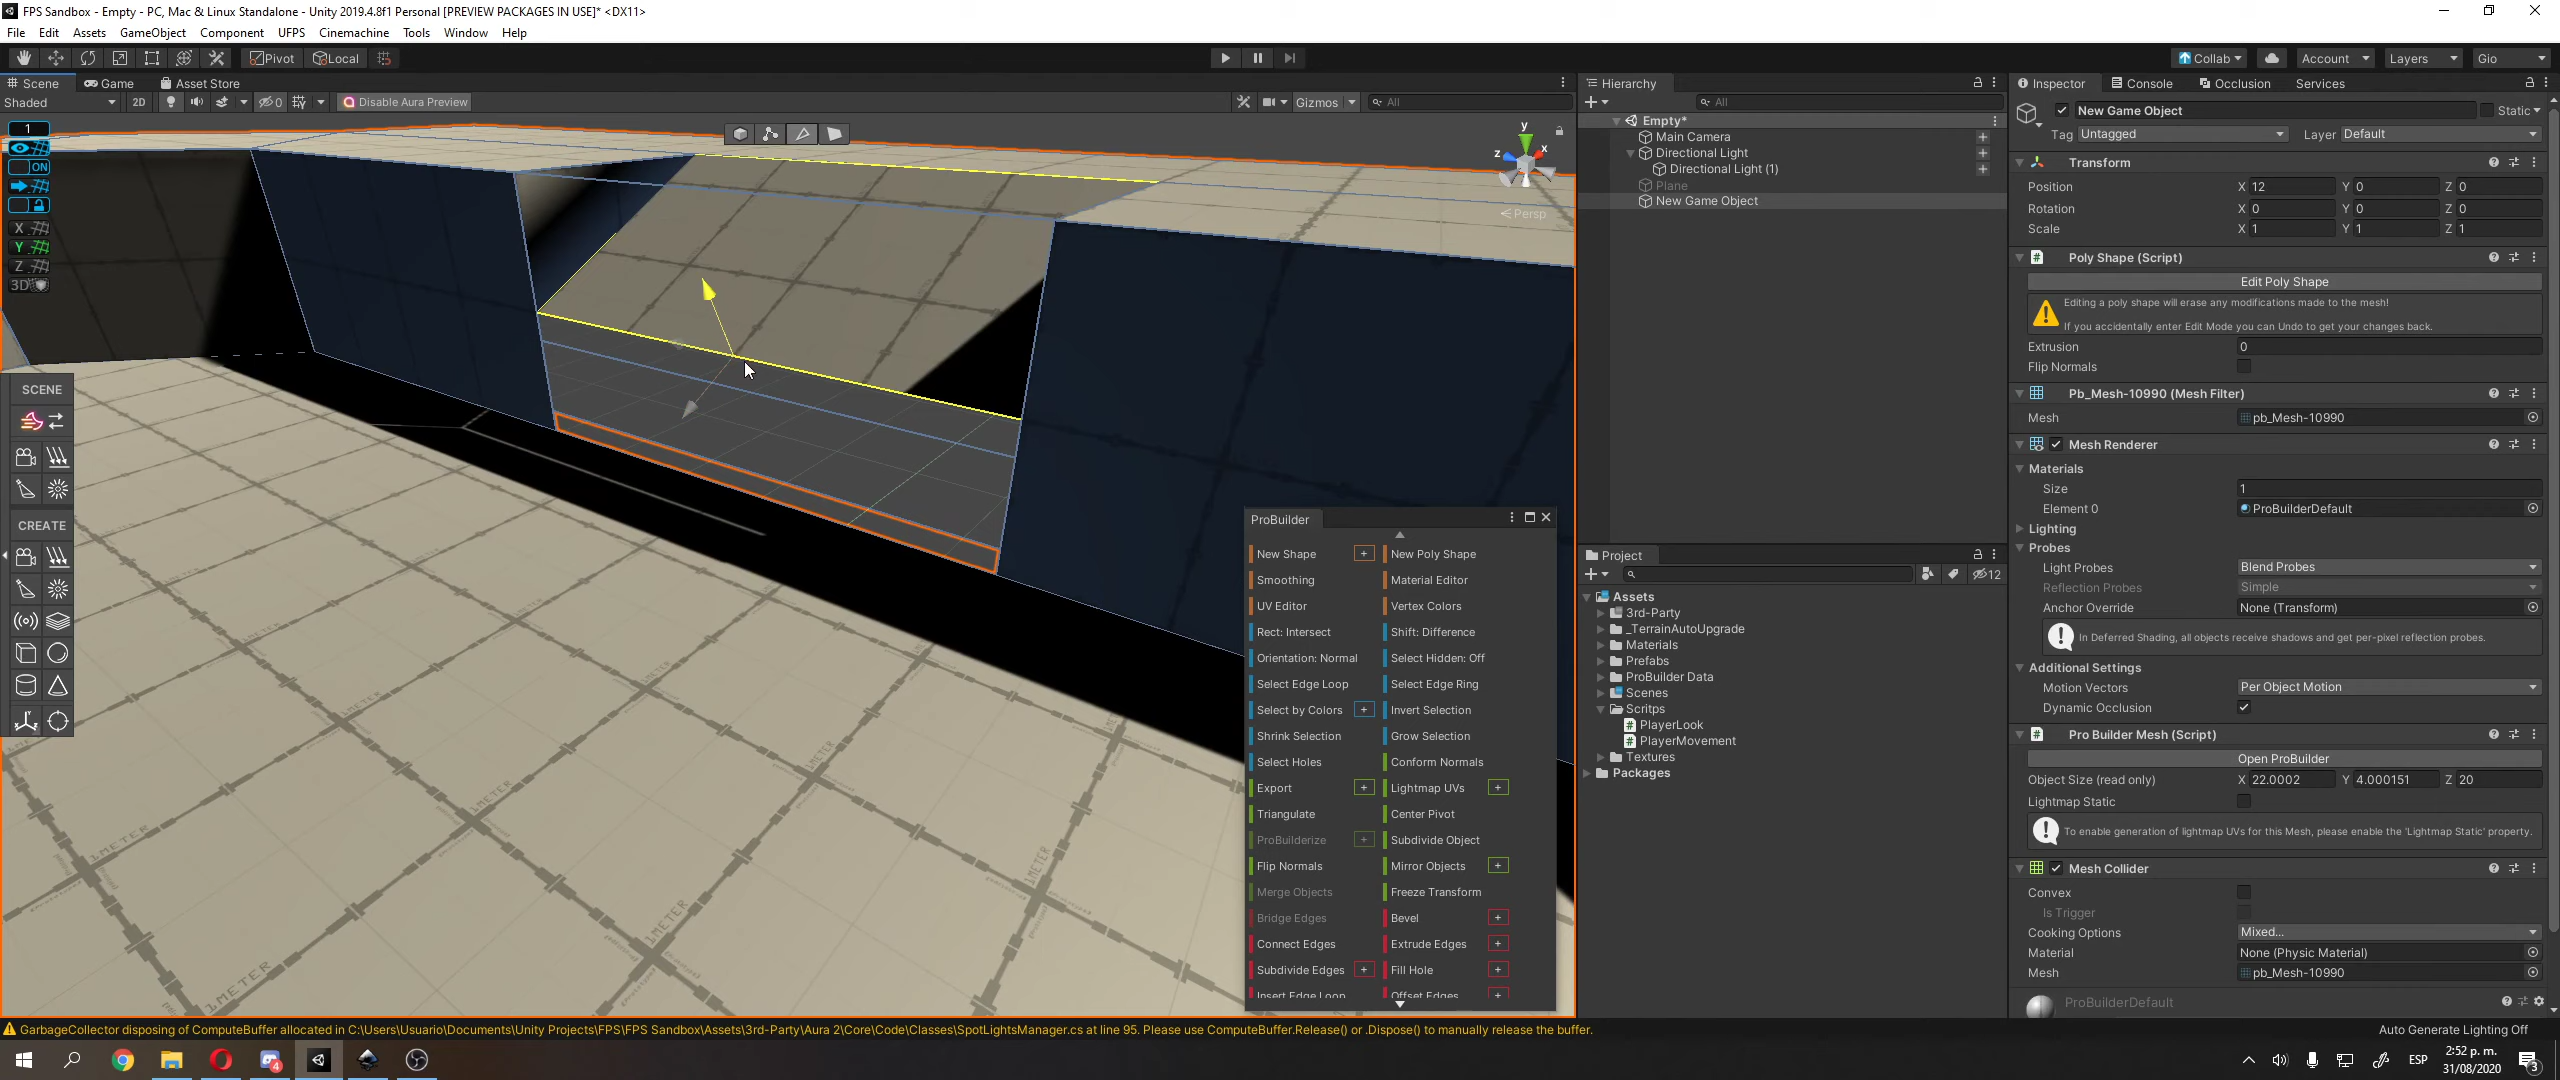 FPS Sandbox - Empty - PC, Mac & Linux Standalone - Unity 2019.4.8f1 Personal [PREVIEW PACKAGES IN USE]* <DX11>
File Edit Assets GameObject Component UFPS Cinemachine Tools Window Help
Pivot Local Collab Account Layers Gio
Scene Game Asset Store
Shaded 2D 0 Disable Aura Preview Gizmos All
1
ON
X
Y
Z
3D
y
z x
Persp
SCENE
CREATE
1METER
1METER
1METER
1METER
1METER
1METER
1METER
ProBuilder
New Shape + New Poly Shape
Smoothing Material Editor
UV Editor Vertex Colors
Rect: Intersect Shift: Difference
Orientation: Normal Select Hidden: Off
Select Edge Loop Select Edge Ring
Select by Colors + Invert Selection
Shrink Selection Grow Selection
Select Holes Conform Normals
Export + Lightmap UVs +
Triangulate Center Pivot
ProBuilderize + Subdivide Object
Flip Normals Mirror Objects +
Merge Objects Freeze Transform
Bridge Edges Bevel +
Connect Edges Extrude Edges +
Subdivide Edges + Fill Hole +
Insert Edge Loop Offset Edges +
Hierarchy
+ All
Empty*
Main Camera
Directional Light
Directional Light (1)
Plane
New Game Object
Project
+ 12
Assets
3rd-Party
_TerrainAutoUpgrade
Materials
Prefabs
ProBuilder Data
Scenes
Scritps
PlayerLook
PlayerMovement
Textures
Packages
Inspector Console Occlusion Services
New Game Object Static
Tag Untagged Layer Default
Transform
Position X 12 Y 0 Z 0
Rotation X 0 Y 0 Z 0
Scale X 1 Y 1 Z 1
Poly Shape (Script)
Edit Poly Shape
Editing a poly shape will erase any modifications made to the mesh!
If you accidentally enter Edit Mode you can Undo to get your changes back.
Extrusion 0
Flip Normals
Pb_Mesh-10990 (Mesh Filter)
Mesh pb_Mesh-10990
Mesh Renderer
Materials
Size 1
Element 0 ProBuilderDefault
Lighting
Probes
Light Probes Blend Probes
Reflection Probes Simple
Anchor Override None (Transform)
In Deferred Shading, all objects receive shadows and get per-pixel reflection probes.
Additional Settings
Motion Vectors Per Object Motion
Dynamic Occlusion
Pro Builder Mesh (Script)
Open ProBuilder
Object Size (read only) X 22.0002 Y 4.000151 Z 20
Lightmap Static
To enable generation of lightmap UVs for this Mesh, please enable the 'Lightmap Static' property.
Mesh Collider
Convex
Is Trigger
Cooking Options Mixed...
Material None (Physic Material)
Mesh pb_Mesh-10990
ProBuilderDefault
GarbageCollector disposing of ComputeBuffer allocated in C:\Users\Usuario\Documents\Unity Projects\FPS\FPS Sandbox\Assets\3rd-Party\Aura 2\Core\Code\Classes\SpotLightsManager.cs at line 95. Please use ComputeBuffer.Release() or .Dispose() to manually release the buffer.
Auto Generate Lighting Off
4
ESP
2:52 p. m.
31/08/2020
3